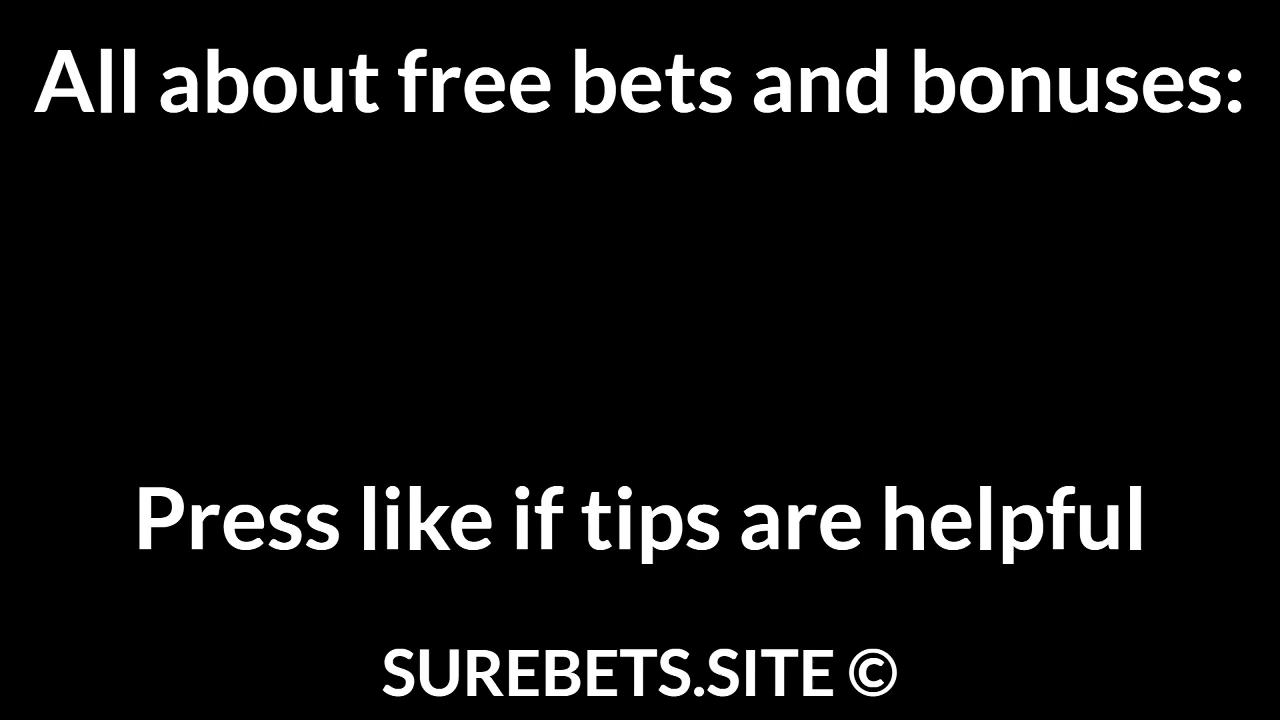 All about free bets and bonuses:
Press like if tips are helpful
SUREBETS.SITE ©